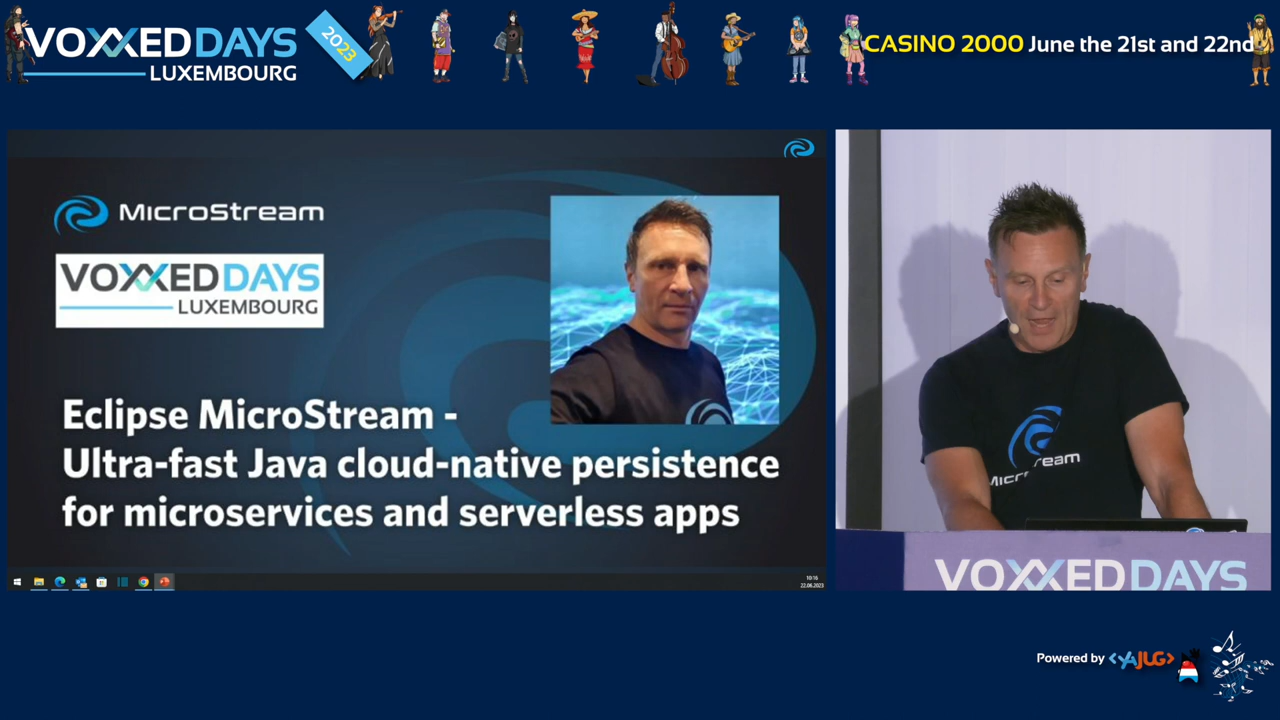 VOXXED DAYS
LUXEMBOURG
2023
CASINO 2000 June the 21st and 22nd
MicroStream
VOXXED DAYS
LUXEMBOURG
Eclipse MicroStream -
Ultra-fast Java cloud-native persistence
for microservices and serverless apps
10:16
22.06.2023
VOXXED DAYS
Powered by <YAJUG>